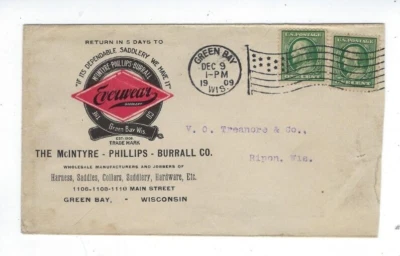 RETURN IN 5 DAYS TO
"IF ITS DEPENDABLE SADDLERY WE MAKE IT"
McINTYRE-PHILLIPS-BURRALL
Everwear
Green Bay Wis.
TRADE MARK
THE McINTYRE - PHILLIPS - BURRALL CO.
WHOLESALE MANUFACTURERS AND JOBBERS OF
Harness, Saddles, Collars, Saddlery, Hardware, Etc.
1106-1108-1110 MAIN STREET
GREEN BAY, - WISCONSIN
GREEN BAY
DEC 9
1-PM
1909
WIS.
U.S. POSTAGE
U.S. POSTAGE
& Co.,
Ripon, Wis.